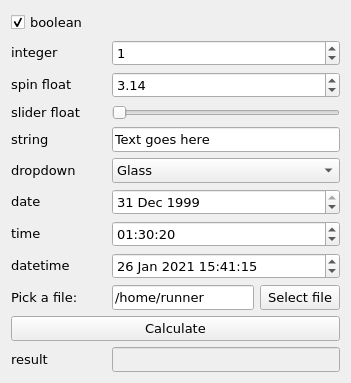 boolean
integer 1
spin float 3.14
slider float
string Text goes here
dropdown Glass
date 31 Dec 1999
time 01:30:20
datetime 26 Jan 2021 15:41:15
Pick a file: /home/runner Select file
Calculate
result